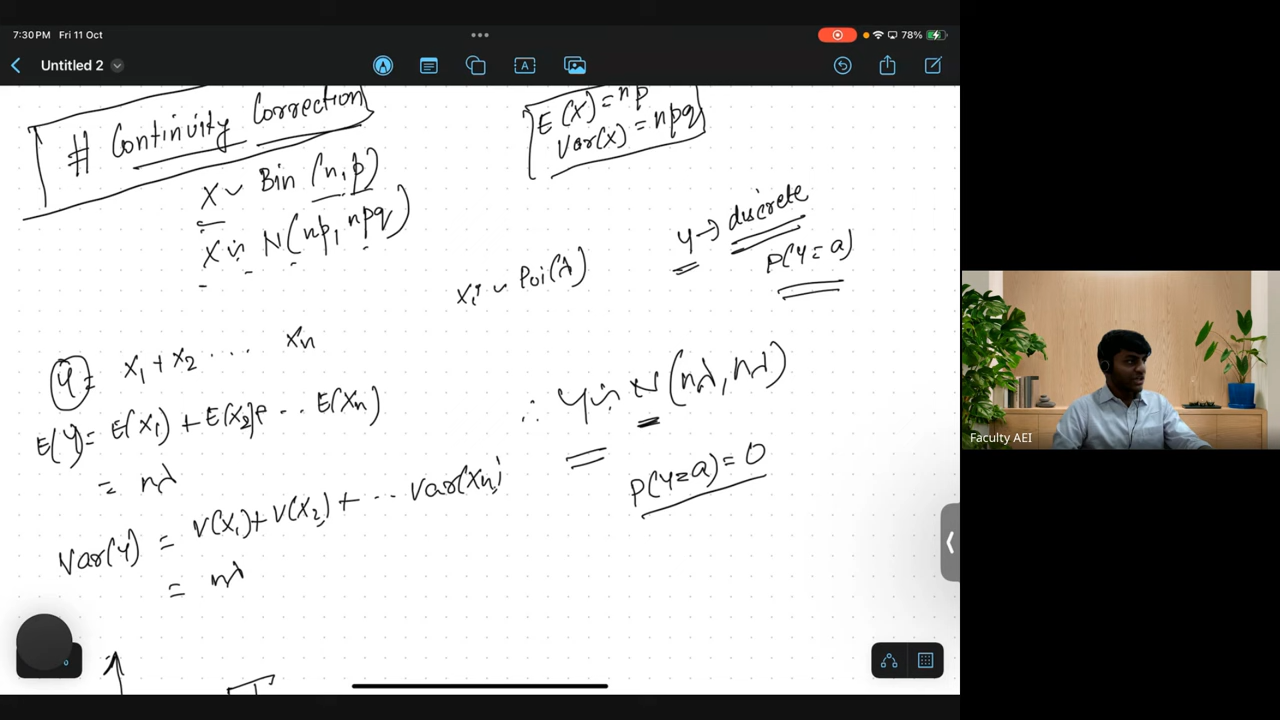 7:30 PM Fri 11 Oct
78%
Untitled 2
# Continuity Correction
X ~ Bin (n,p)
X ~ N(np, npq)
E(X) = np
Var(X) = npq
Y → discrete
P(Y = a)
Xi ~ Poi(λ)
Y = X1 + X2 ... Xn
E(Y) = E(X1) + E(X2) + ... E(Xn)
= nλ
Var(Y) = V(X1) + V(X2) + ... Var(Xn)
= nλ
∴ Y ~ N(nλ, nλ)
P(Y=a) = 0
Faculty AEI